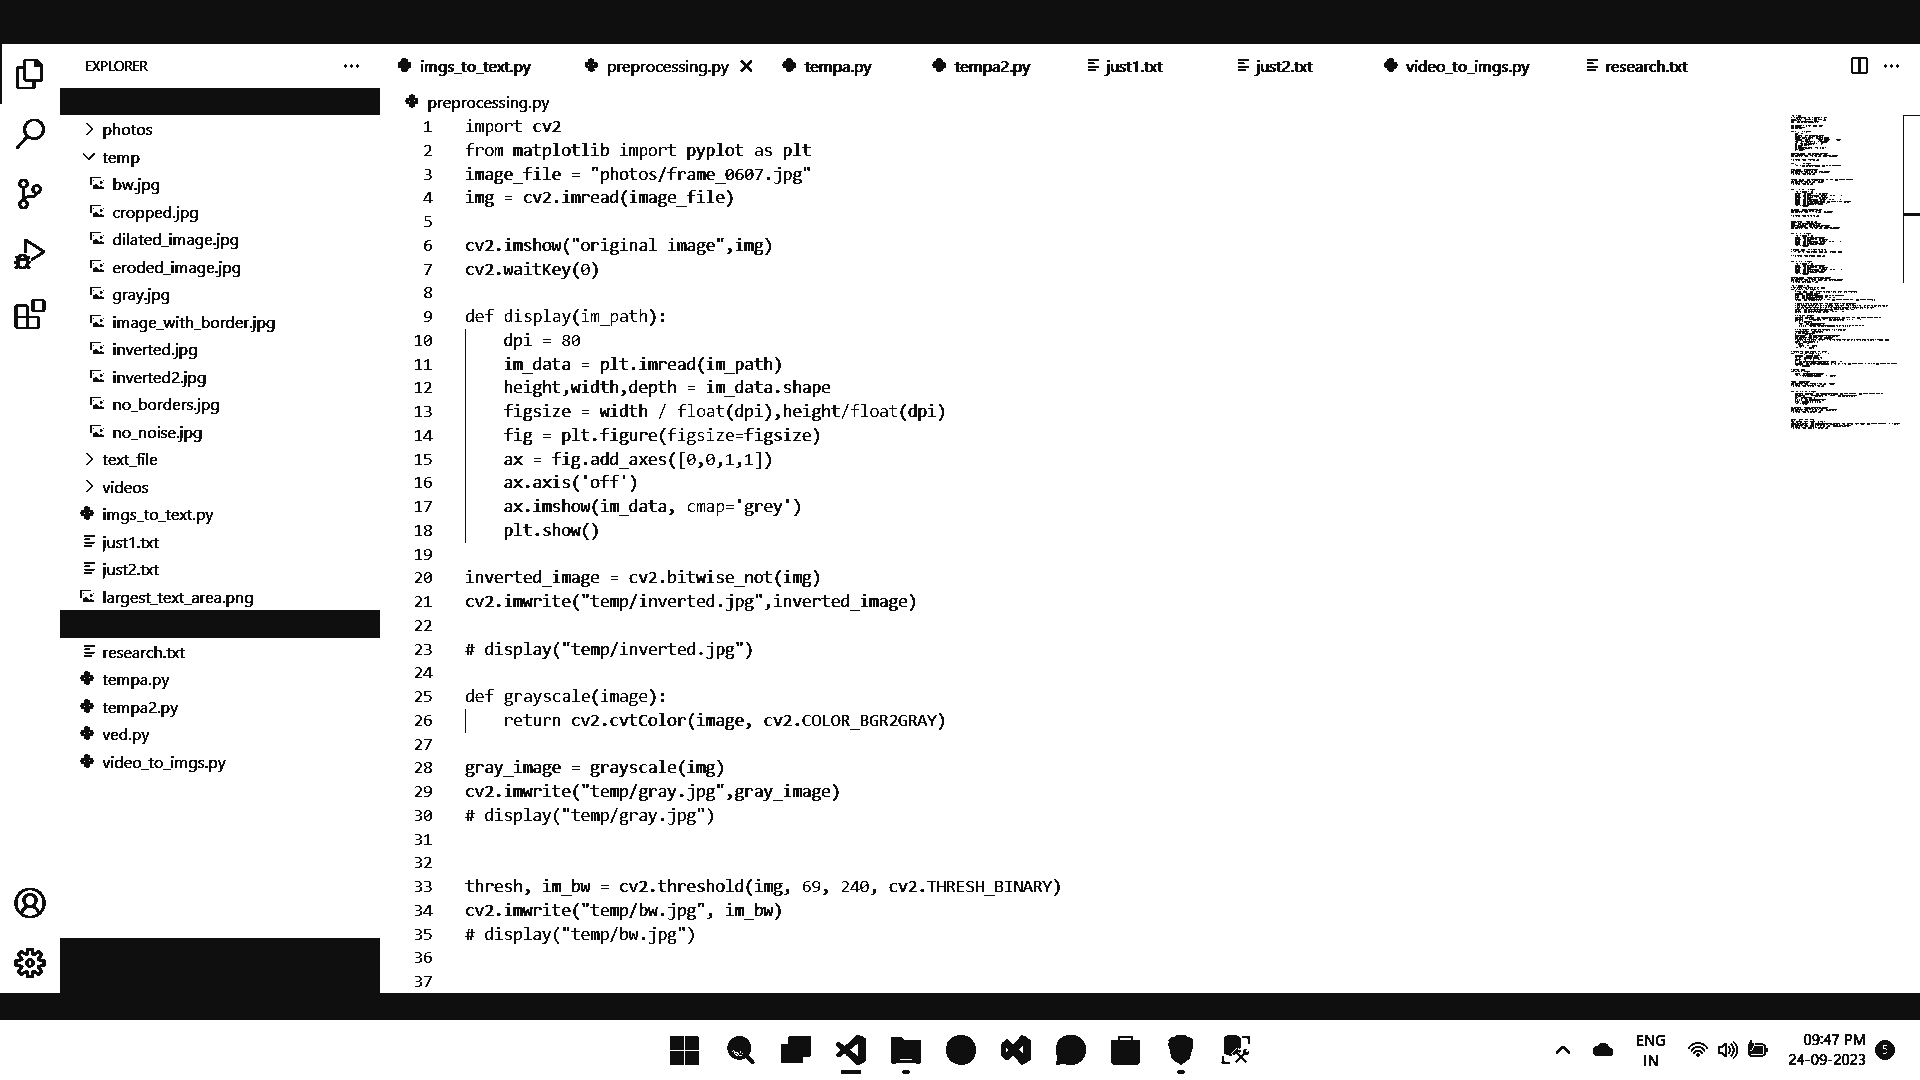 EXPLORER
photos
temp
bw.jpg
cropped.jpg
dilated_image.jpg
eroded_image.jpg
gray.jpg
image_with_border.jpg
inverted.jpg
inverted2.jpg
no_borders.jpg
no_noise.jpg
text_file
videos
imgs_to_text.py
just1.txt
just2.txt
largest_text_area.png
research.txt
tempa.py
tempa2.py
ved.py
video_to_imgs.py
imgs_to_text.py preprocessing.py tempa.py tempa2.py just1.txt just2.txt video_to_imgs.py research.txt
preprocessing.py
1 import cv2
2 from matplotlib import pyplot as plt
3 image_file = "photos/frame_0607.jpg"
4 img = cv2.imread(image_file)
5
6 cv2.imshow("original image",img)
7 cv2.waitKey(0)
8
9 def display(im_path):
10     dpi = 80
11     im_data = plt.imread(im_path)
12     height,width,depth = im_data.shape
13     figsize = width / float(dpi),height/float(dpi)
14     fig = plt.figure(figsize=figsize)
15     ax = fig.add_axes([0,0,1,1])
16     ax.axis('off')
17     ax.imshow(im_data, cmap='grey')
18     plt.show()
19
20 inverted_image = cv2.bitwise_not(img)
21 cv2.imwrite("temp/inverted.jpg",inverted_image)
22
23 # display("temp/inverted.jpg")
24
25 def grayscale(image):
26     return cv2.cvtColor(image, cv2.COLOR_BGR2GRAY)
27
28 gray_image = grayscale(img)
29 cv2.imwrite("temp/gray.jpg",gray_image)
30 # display("temp/gray.jpg")
31
32
33 thresh, im_bw = cv2.threshold(img, 69, 240, cv2.THRESH_BINARY)
34 cv2.imwrite("temp/bw.jpg", im_bw)
35 # display("temp/bw.jpg")
36
37
ENG
IN
09:47 PM
24-09-2023
5